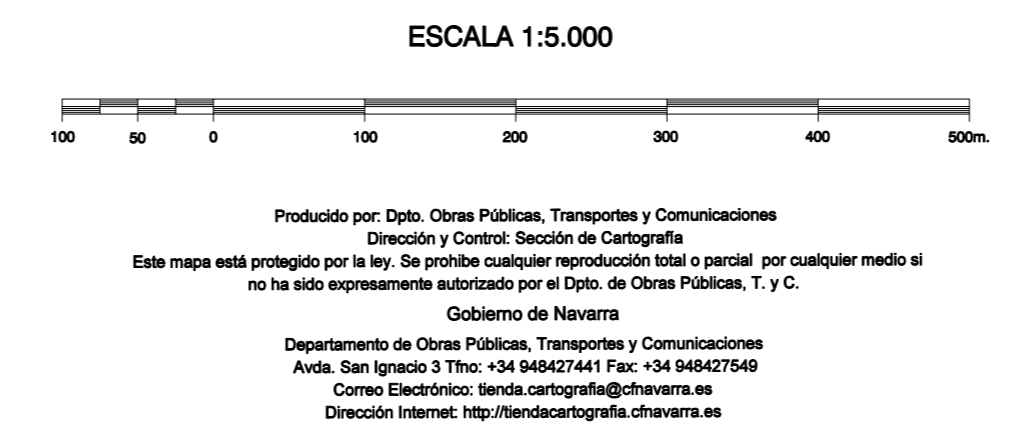 ESCALA 1:5.000
100 50 0 100 200 300 400 500m.
Producido por: Dpto. Obras Públicas, Transportes y Comunicaciones
Dirección y Control: Sección de Cartografía
Este mapa está protegido por la ley. Se prohibe cualquier reproducción total o parcial por cualquier medio si
no ha sido expresamente autorizado por el Dpto. de Obras Públicas, T. y C.
Gobierno de Navarra
Departamento de Obras Públicas, Transportes y Comunicaciones
Avda. San Ignacio 3 Tfno: +34 948427441 Fax: +34 948427549
Correo Electrónico: tienda.cartografia@cfnavarra.es
Dirección Internet: http://tiendacartografia.cfnavarra.es